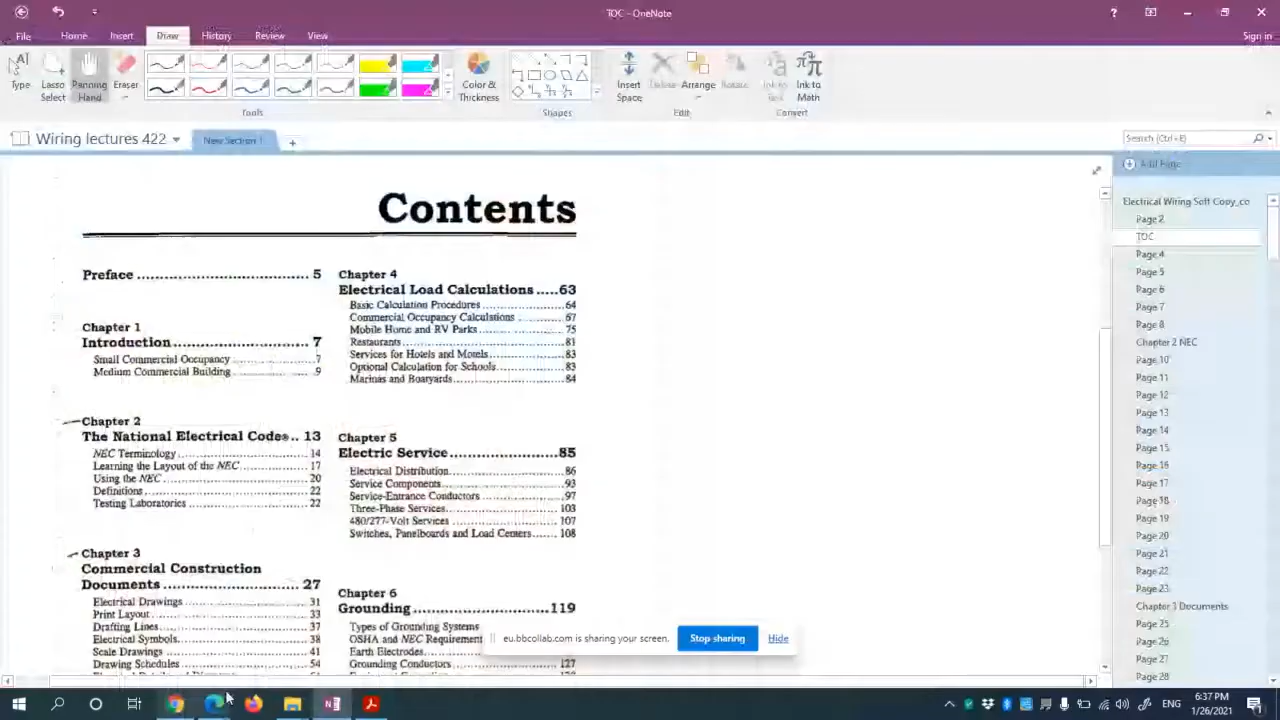 TOC - OneNote
?
File Home Insert Draw History Review View Sign in
Type
Lasso Select
Panning Hand
Eraser
Color & Thickness
Insert Space
Delete
Arrange
Rotate
Ink to Text
Ink to Math
Tools
Shapes
Edit
Convert
Wiring lectures 422
New Section 1
+
Search (Ctrl+E)
Add Page
Contents
Preface 5
Chapter 1
Introduction 7
Small Commercial Occupancy 7
Medium Commercial Building 9
Chapter 2
The National Electrical Code®.. 13
NEC Terminology 14
Learning the Layout of the NEC 17
Using the NEC 20
Definitions 22
Testing Laboratories 22
Chapter 3
Commercial Construction
Documents 27
Electrical Drawings 31
Print Layout 33
Drafting Lines 37
Electrical Symbols 38
Scale Drawings 41
Drawing Schedules 54
Chapter 4
Electrical Load Calculations .....63
Basic Calculation Procedures 64
Commercial Occupancy Calculations 67
Mobile Home and RV Parks 75
Restaurants 81
Services for Hotels and Motels 83
Optional Calculation for Schools 83
Marinas and Boatyards 84
Chapter 5
Electric Service 85
Electrical Distribution 86
Service Components 93
Service-Entrance Conductors 97
Three-Phase Services 103
480/277-Volt Services 107
Switches, Panelboards and Load Centers 108
Chapter 6
Grounding 119
Types of Grounding Systems
OSHA and NEC Requirement
Earth Electrodes
Grounding Conductors 127
Electrical Wiring Soft Copy_co
Page 2
TOC
Page 4
Page 5
Page 6
Page 7
Page 8
Chapter 2 NEC
Page 10
Page 11
Page 12
Page 13
Page 14
Page 15
Page 16
Page 17
Page 18
Page 19
Page 20
Page 21
Page 22
Page 23
Chapter 1 Documents
Page 25
Page 26
Page 27
Page 28
eu.bbcollab.com is sharing your screen.
Stop sharing
Hide
ENG
6:37 PM
1/26/2021